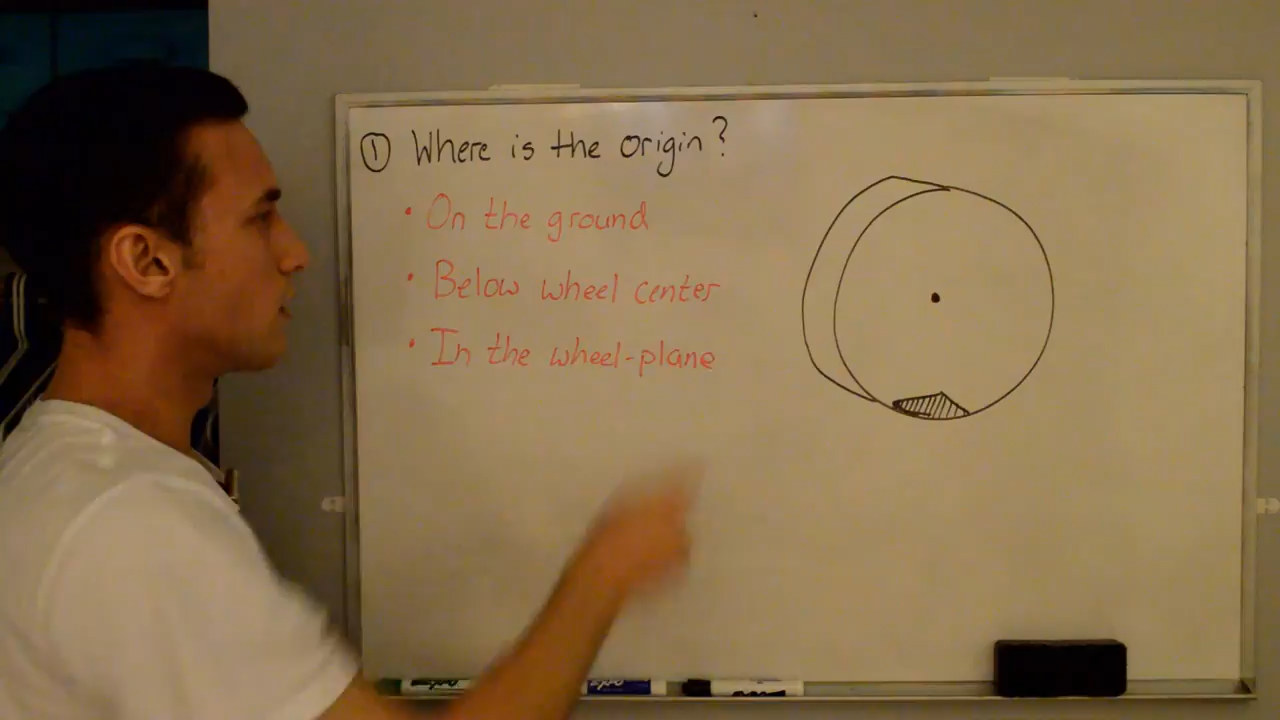 ① Where is the origin?
• On the ground
• Below wheel center
• In the wheel-plane